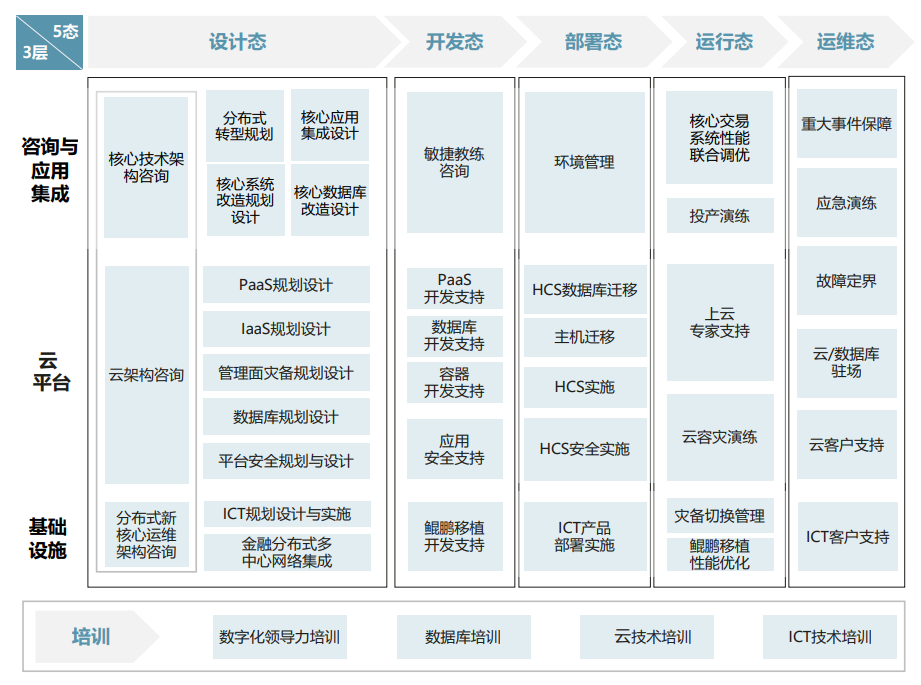 5态
3层
设计态
开发态
部署态
运行态
运维态
咨询与
应用
集成
核心技术架
构咨询
分布式
转型规划
核心应用
集成设计
核心系统
改造规划
设计
核心数据库
改造设计
敏捷教练
咨询
环境管理
核心交易
系统性能
联合调优
投产演练
重大事件保障
应急演练
云
平台
云架构咨询
PaaS规划设计
IaaS规划设计
管理面灾备规划设计
数据库规划设计
平台安全规划与设计
PaaS
开发支持
数据库
开发支持
容器
开发支持
应用
安全支持
HCS数据库迁移
主机迁移
HCS实施
HCS安全实施
上云
专家支持
云容灾演练
故障定界
云/数据库
驻场
云客户支持
基础
设施
分布式新
核心运维
架构咨询
ICT规划设计与实施
金融分布式多
中心网络集成
鲲鹏移植
开发支持
ICT产品
部署实施
灾备切换管理
鲲鹏移植
性能优化
ICT客户支持
培训
数字化领导力培训
数据库培训
云技术培训
ICT技术培训